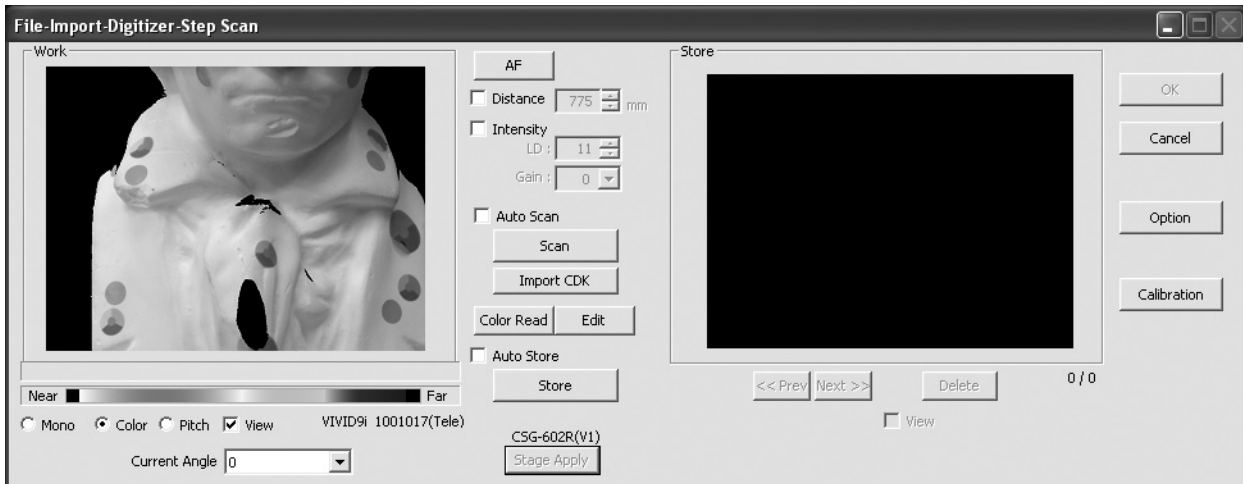 File-Import-Digitizer-Step Scan
Work
AF
Distance 775 mm
Intensity
LD : 11
Gain : 0
Auto Scan
Scan
Import CDK
Color Read Edit
Auto Store
Store
Near Far
Mono Color Pitch View VIVID9i 1001017(Tele)
Current Angle 0
CSG-602R(V1)
Stage Apply
Store
<< Prev Next >> Delete 0 / 0
View
OK
Cancel
Option
Calibration